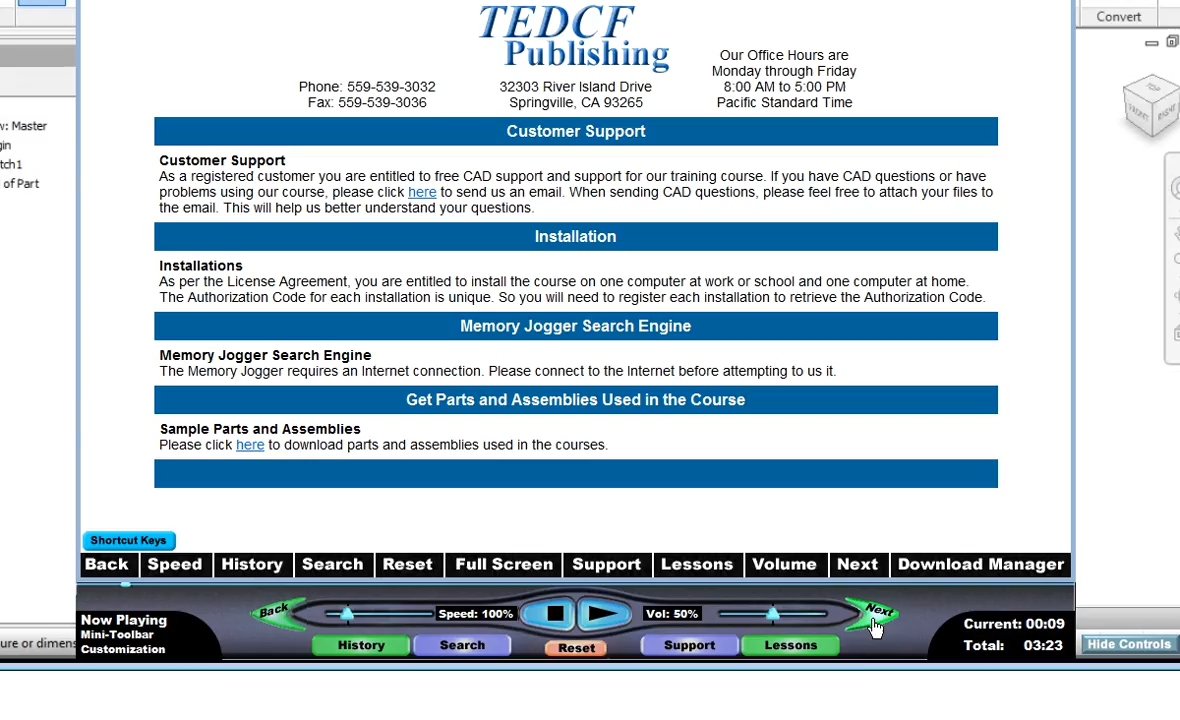 Convert
TEDCF
Publishing
Phone: 559-539-3032
Fax: 559-539-3036
32303 River Island Drive
Springville, CA 93265
Our Office Hours are
Monday through Friday
8:00 AM to 5:00 PM
Pacific Standard Time
TOP
FRONT
RIGHT
w: Master
gin
tch1
of Part
Customer Support
Customer Support
As a registered customer you are entitled to free CAD support and support for our training course. If you have CAD questions or have
problems using our course, please click here to send us an email. When sending CAD questions, please feel free to attach your files to
the email. This will help us better understand your questions.
Installation
Installations
As per the License Agreement, you are entitled to install the course on one computer at work or school and one computer at home.
The Authorization Code for each installation is unique. So you will need to register each installation to retrieve the Authorization Code.
Memory Jogger Search Engine
Memory Jogger Search Engine
The Memory Jogger requires an Internet connection. Please connect to the Internet before attempting to us it.
Get Parts and Assemblies Used in the Course
Sample Parts and Assemblies
Please click here to download parts and assemblies used in the courses.
Shortcut Keys
Back Speed History Search Reset Full Screen Support Lessons Volume Next Download Manager
Now Playing
Mini-Toolbar
Customization
Back
Speed: 100%
Vol: 50%
Next
History
Search
Reset
Support
Lessons
Current: 00:09
Total: 03:23
Hide Controls
ure or dimens